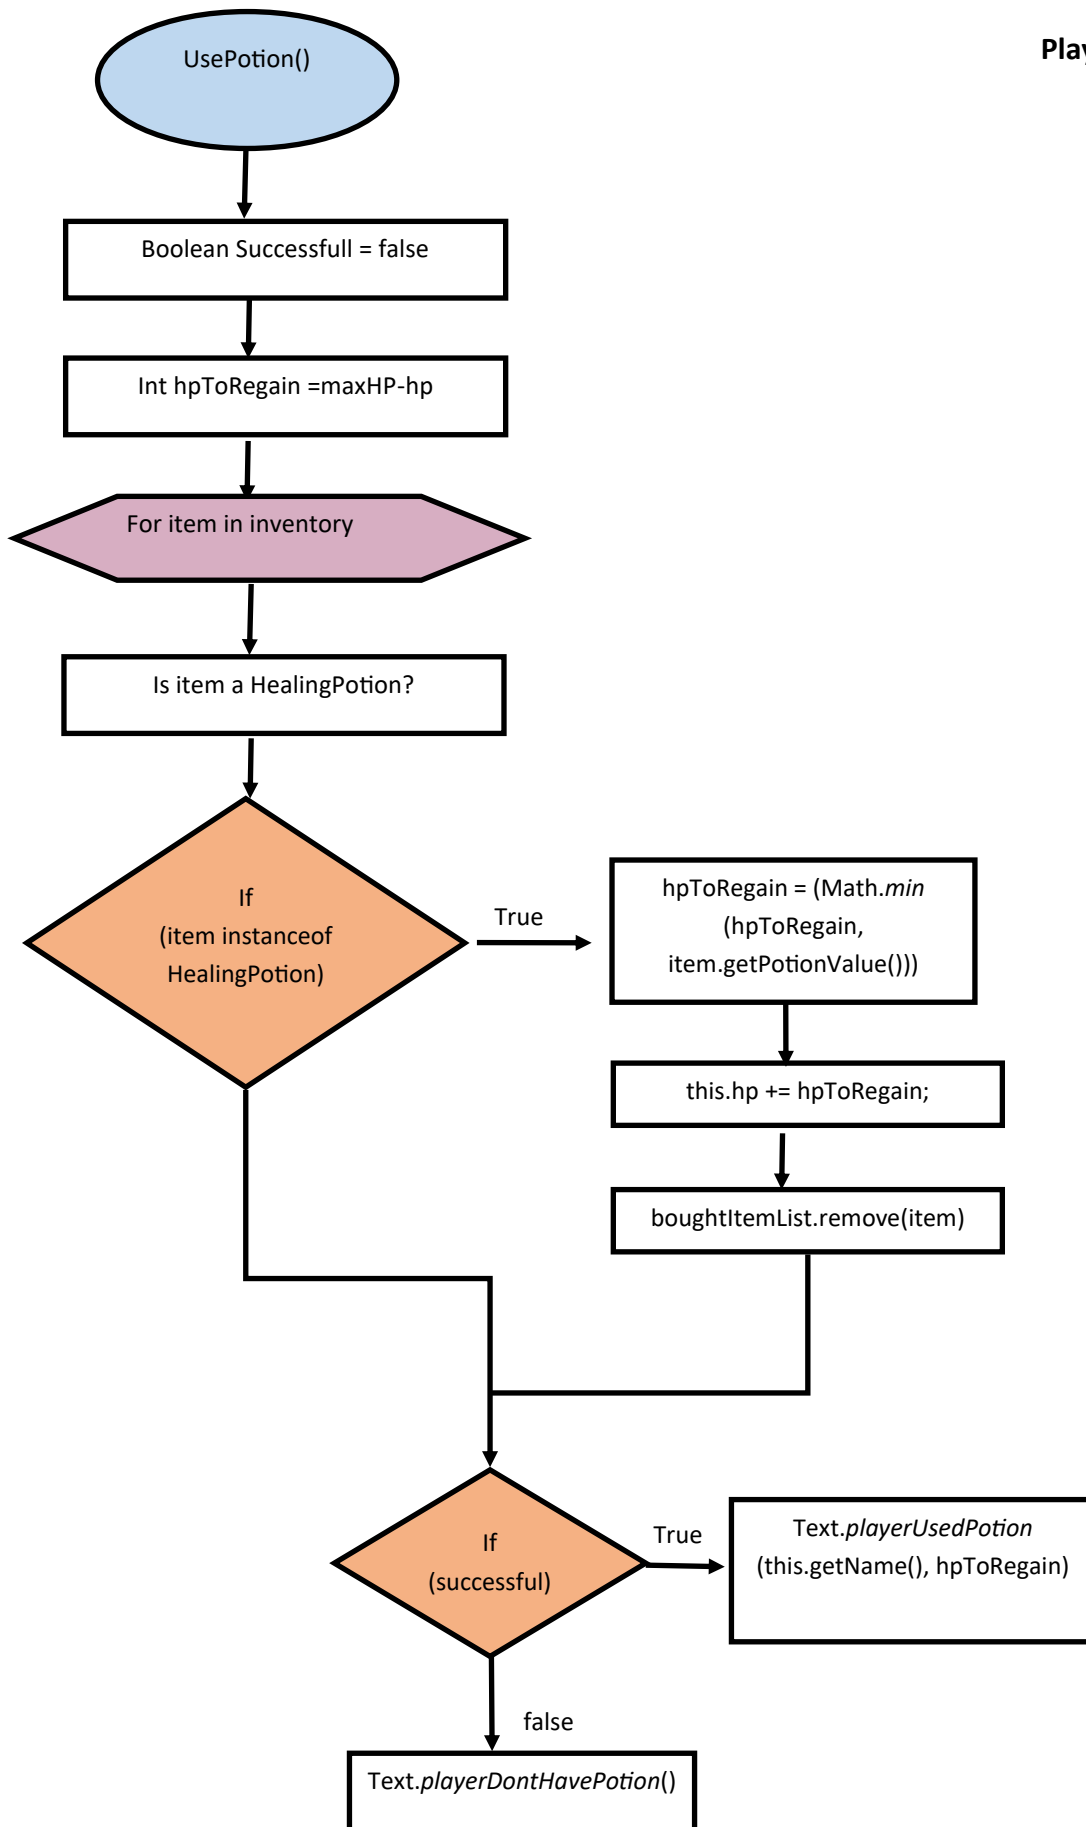 UsePotion()
Play
Boolean Successfull = false
Int hpToRegain =maxHP-hp
For item in inventory
Is item a HealingPotion?
If
(item instanceof
HealingPotion)
True
hpToRegain = (Math.min
(hpToRegain,
item.getPotionValue()))
this.hp += hpToRegain;
boughtItemList.remove(item)
If
(successful)
True
Text.playerUsedPotion
(this.getName(), hpToRegain)
false
Text.playerDontHavePotion()